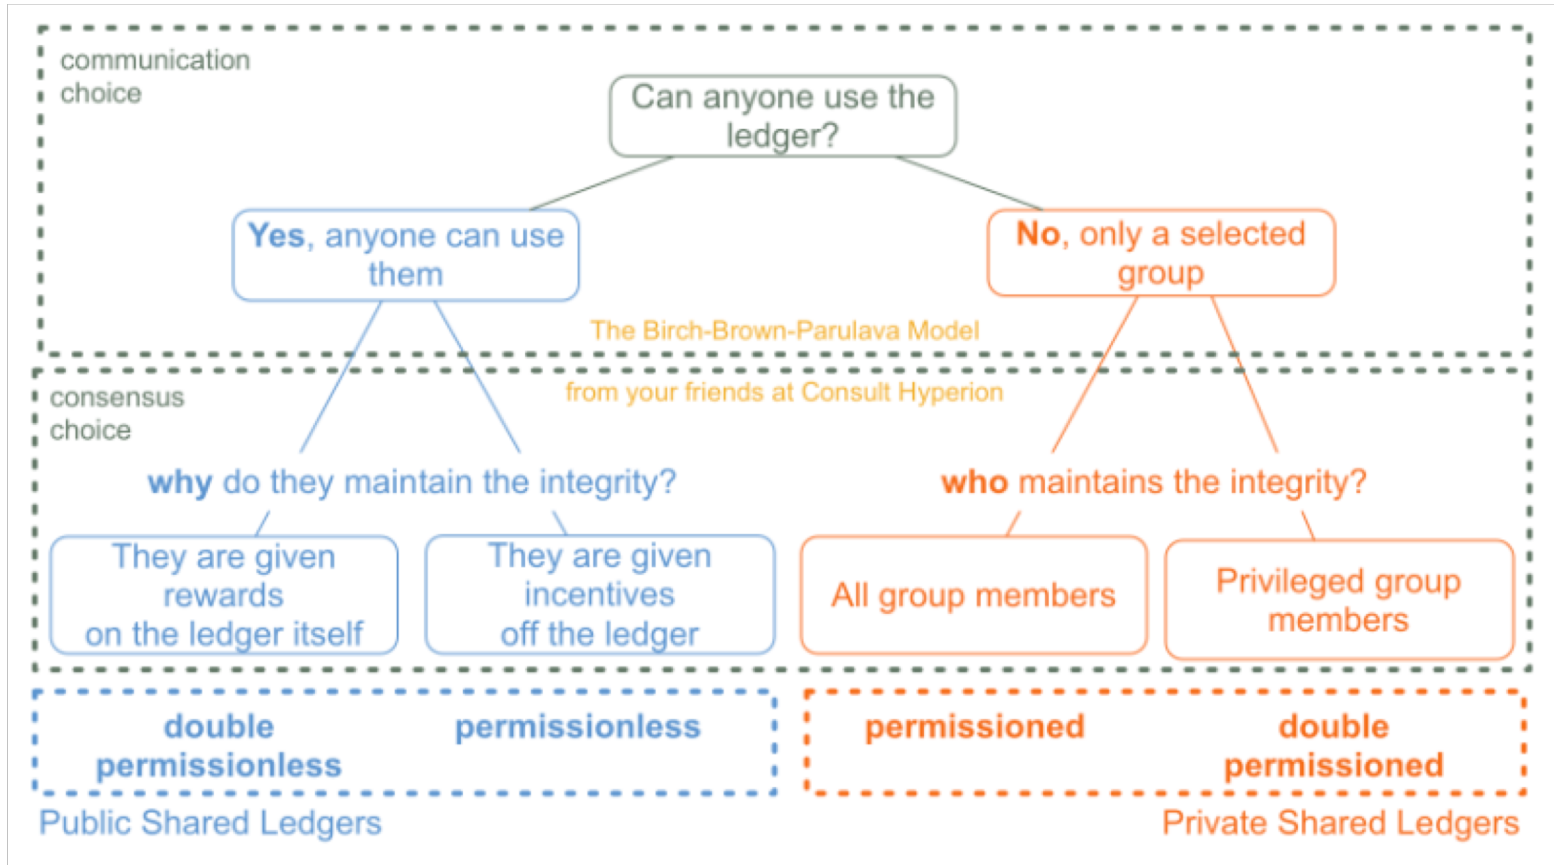 communication
choice
Can anyone use the
ledger?
Yes, anyone can use
them
No, only a selected
group
The Birch-Brown-Parulava Model
from your friends at Consult Hyperion
consensus
choice
why do they maintain the integrity?
who maintains the integrity?
They are given
rewards
on the ledger itself
They are given
incentives
off the ledger
All group members
Privileged group
members
double
permissionless
permissionless
permissioned
double
permissioned
Public Shared Ledgers
Private Shared Ledgers